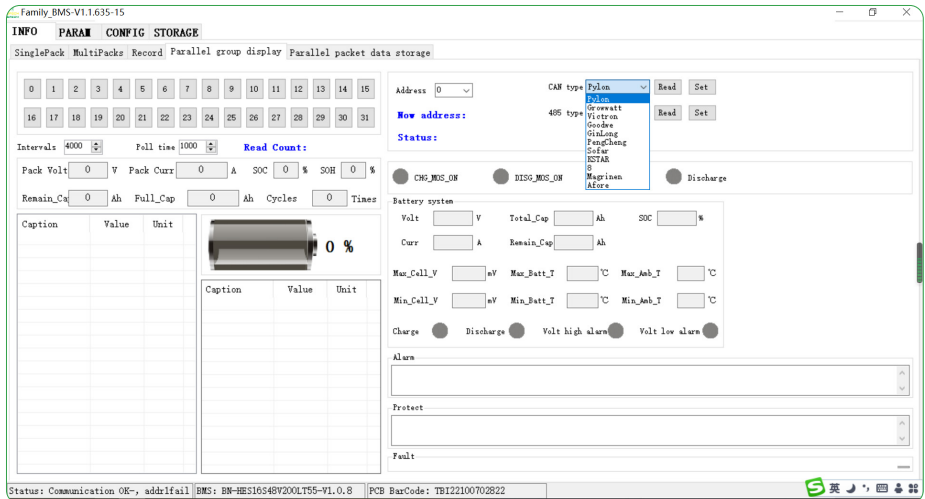 Family_BMS-V1.1.635-15
INFO PARAM CONFIG STORAGE
SinglePack MultiPacks Record Parallel group display Parallel packet data storage
0 1 2 3 4 5 6 7 8 9 10 11 12 13 14 15
16 17 18 19 20 21 22 23 24 25 26 27 28 29 30 31
Intervals 4000 Poll time 1000 Read Count:
Pack Volt 0 V Pack Curr 0 A SOC 0 % SOH 0 %
Remain_Ca 0 Ah Full_Cap 0 Ah Cycles 0 Times
Caption Value Unit
0 %
Caption Value Unit
Address 0 CAN type Pylon Read Set
Now address: 485 type Read Set
Status:
Pylon
Growwatt
Victron
Goodwe
GinLong
PengCheng
Sofar
KSTAR
8
Magrinen
Afore
CHG_MOS_ON DISG_MOS_ON Discharge
Battery system
Volt V Total_Cap Ah SOC %
Curr A Remain_Cap Ah
Max_Cell_V mV Max_Batt_T ℃ Max_Amb_T ℃
Min_Cell_V mV Min_Batt_T ℃ Min_Amb_T ℃
Charge Discharge Volt high alarm Volt low alarm
Alarm
Protect
Fault
Status: Communication OK-, addr1fail BMS: BN-HES16S48V200LT55-V1.0.8 PCB BarCode: TBI22100702822
S 英